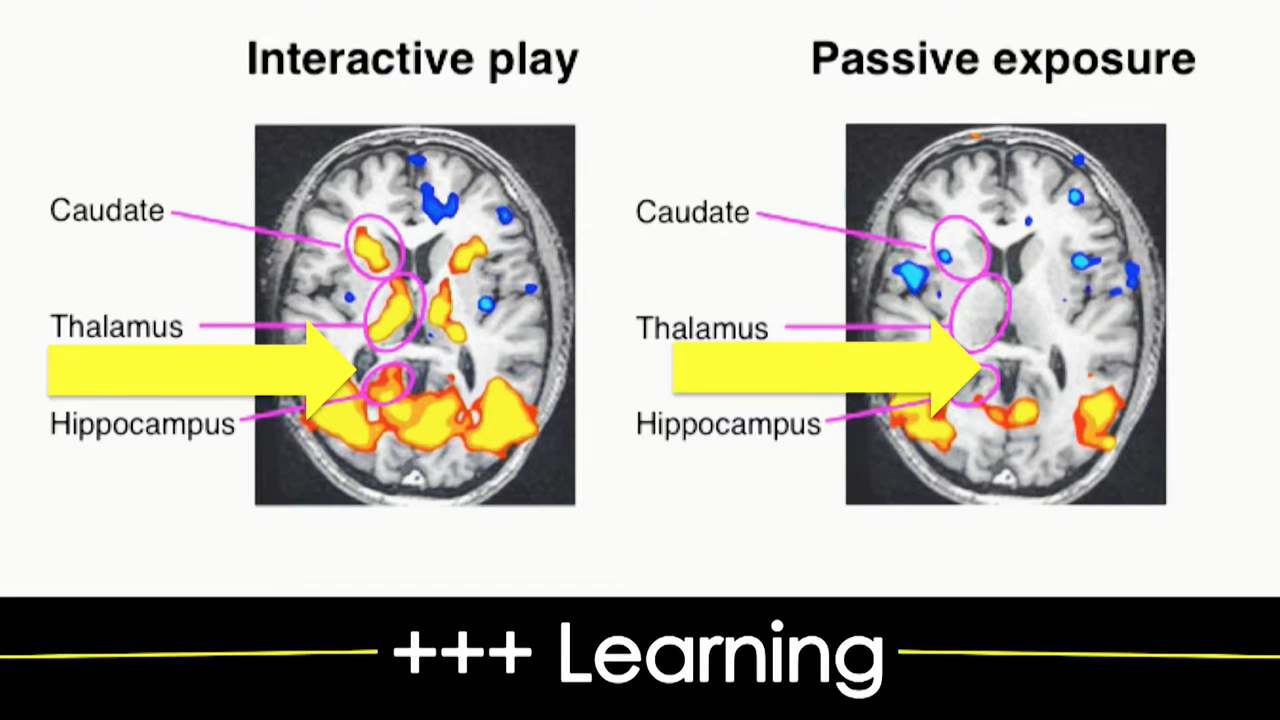 Interactive play
Passive exposure
Caudate
Thalamus
Hippocampus
Caudate
Thalamus
Hippocampus
+++ Learning